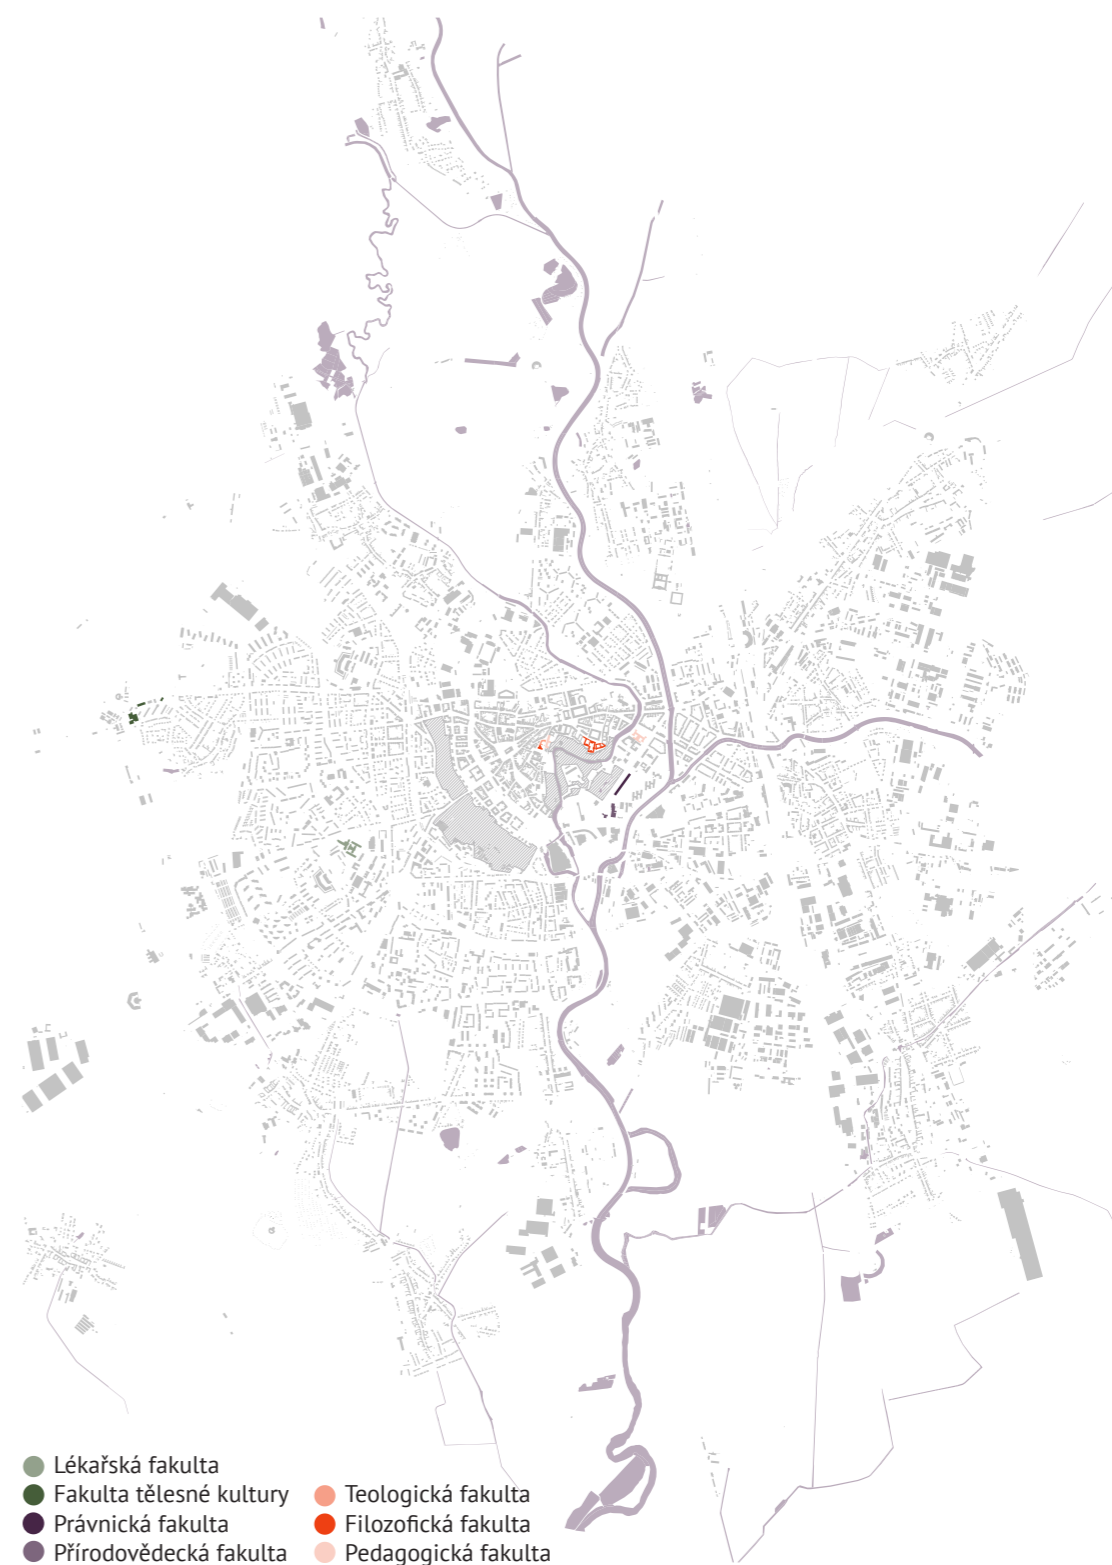 Lékařská fakulta
Fakulta tělesné kultury
Právnická fakulta
Přírodovědecká fakulta
Teologická fakulta
Filozofická fakulta
Pedagogická fakulta